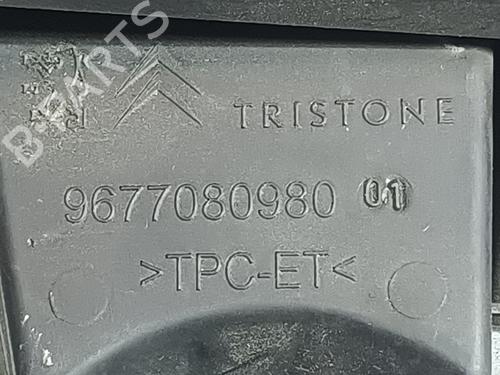 B-PARTS
TRISTONE
9677080980 01
>TPC-ET<